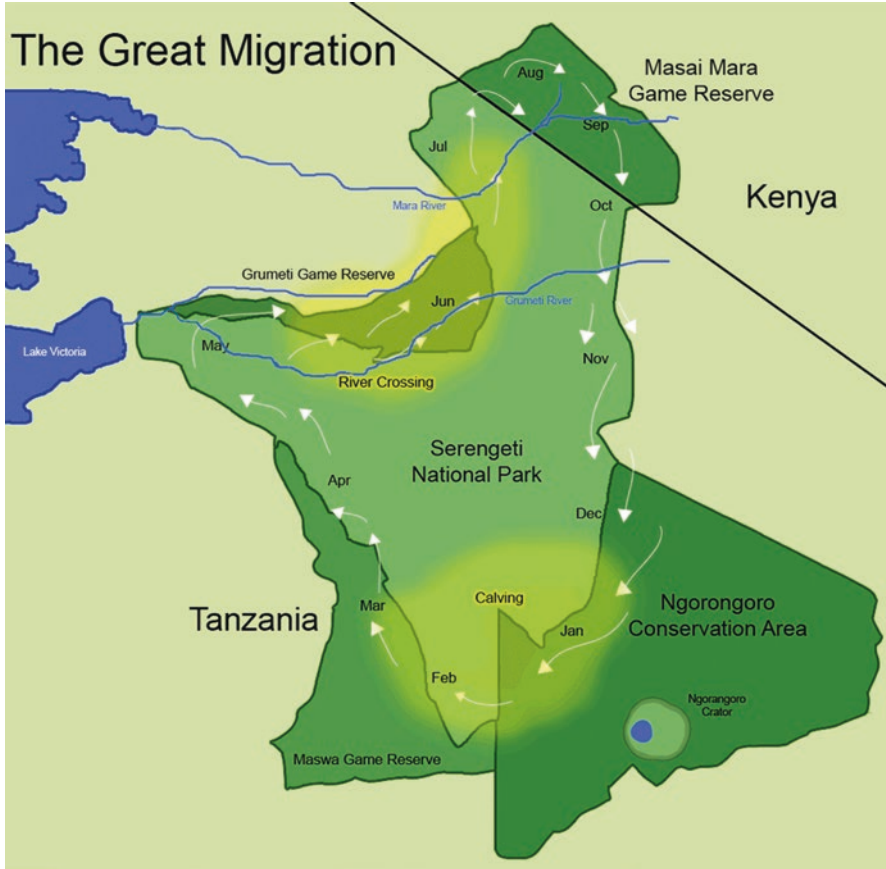 The Great Migration
Aug
Masai Mara
Game Reserve
Sep
Jul
Kenya
Mara River
Oct
Grumeti Game Reserve
Jun
Grumeti River
Lake Victoria
May
Nov
River Crossing
Serengeti
National Park
Apr
Dec
Calving
Tanzania
Mar
Jan
Ngorongoro
Conservation Area
Feb
Ngorangoro
Crator
Maswa Game Reserve